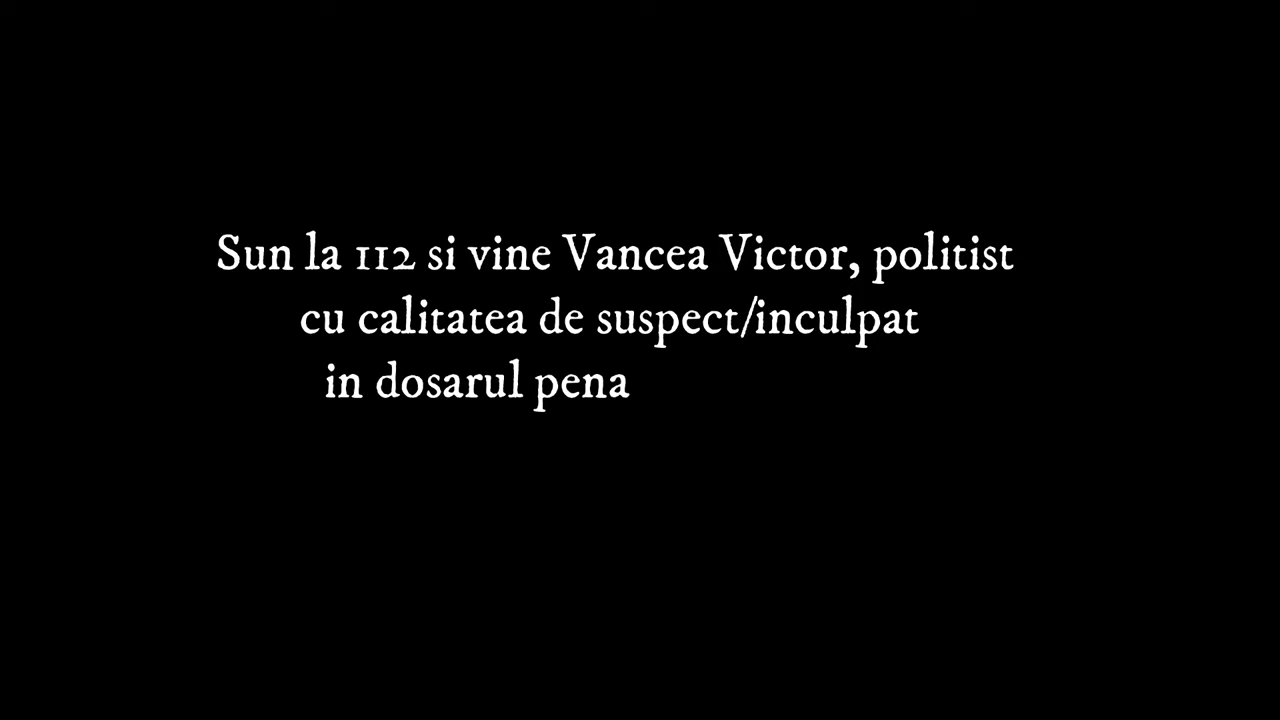 Sun la 112 si vine Vancea Victor, politist
cu calitatea de suspect/inculpat
in dosarul pena